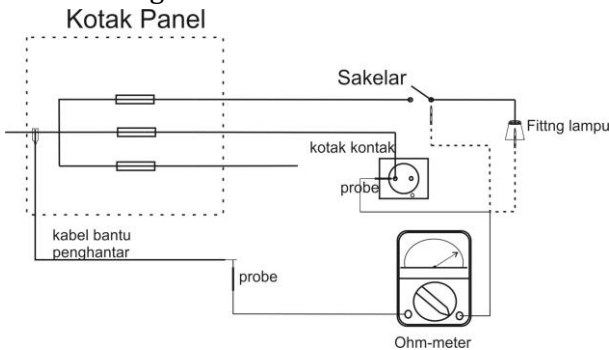 Kotak Panel
Sakelar
Fittng lampu
kotak kontak
probe
kabel bantu
penghantar
probe
Ohm-meter